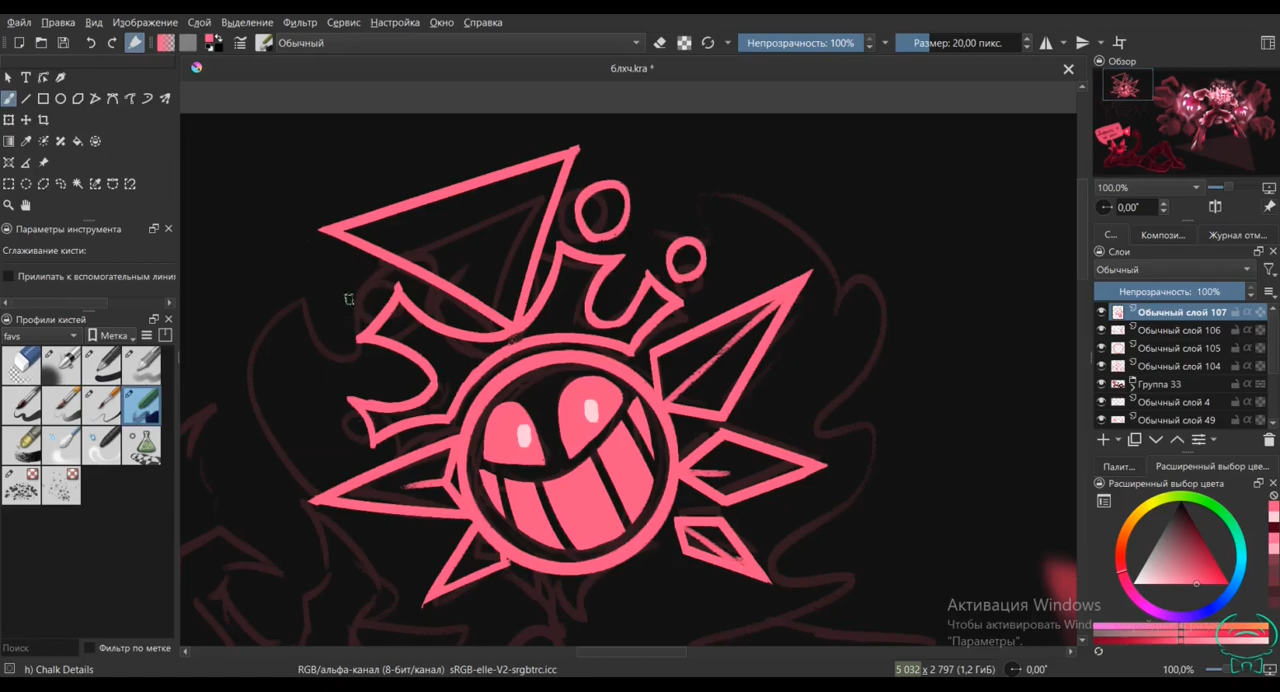 Файл Правка Вид Изображение Слой Выделение Фильтр Сервис Настройка Окно Справка
Обычный Непрозрачность: 100% Размер: 20,00 пикс.
блхч.kra *
Обзор
100,0%
0,00°
Параметры инструмента
Сглаживание кисти:
Прилипать к вспомогательным линия
Профили кистей
favs Метка
С... Компози... Журнал отм...
Слои
Обычный
Непрозрачность: 100%
Обычный слой 107
Обычный слой 106
Обычный слой 105
Обычный слой 104
Группа 33
Обычный слой 4
Обычный слой 49
Палит... Расширенный выбор цве...
Расширенный выбор цвета
Активация Windows
Чтобы активировать Wind
"Параметры".
Поиск Фильтр по метке
h) Chalk Details RGB/альфа-канал (8-бит/канал) sRGB-elle-V2-srgbtrc.icc 5 032 x 2 797 (1,2 ГиБ) 0,00° 100,0%